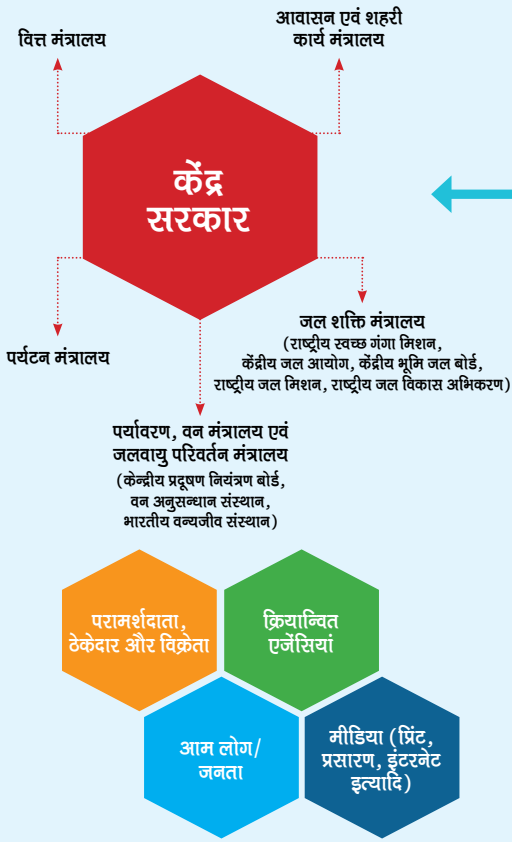 वित्त मंत्रालय
आवासन एवं शहरी
कार्य मंत्रालय
केंद्र
सरकार
पर्यटन मंत्रालय
जल शक्ति मंत्रालय
(राष्ट्रीय स्वच्छ गंगा मिशन,
केंद्रीय जल आयोग, केंद्रीय भूमि जल बोर्ड,
राष्ट्रीय जल मिशन, राष्ट्रीय जल विकास अभिकरण)
पर्यावरण, वन मंत्रालय एवं
जलवायु परिवर्तन मंत्रालय
(केन्द्रीय प्रदूषण नियंत्रण बोर्ड,
वन अनुसन्धान संस्थान,
भारतीय वन्यजीव संस्थान)
परामर्शदाता,
ठेकेदार और विक्रेता
क्रियान्वित
एजेंसियां
आम लोग/
जनता
मीडिया (प्रिंट,
प्रसारण, इंटरनेट
इत्यादि)